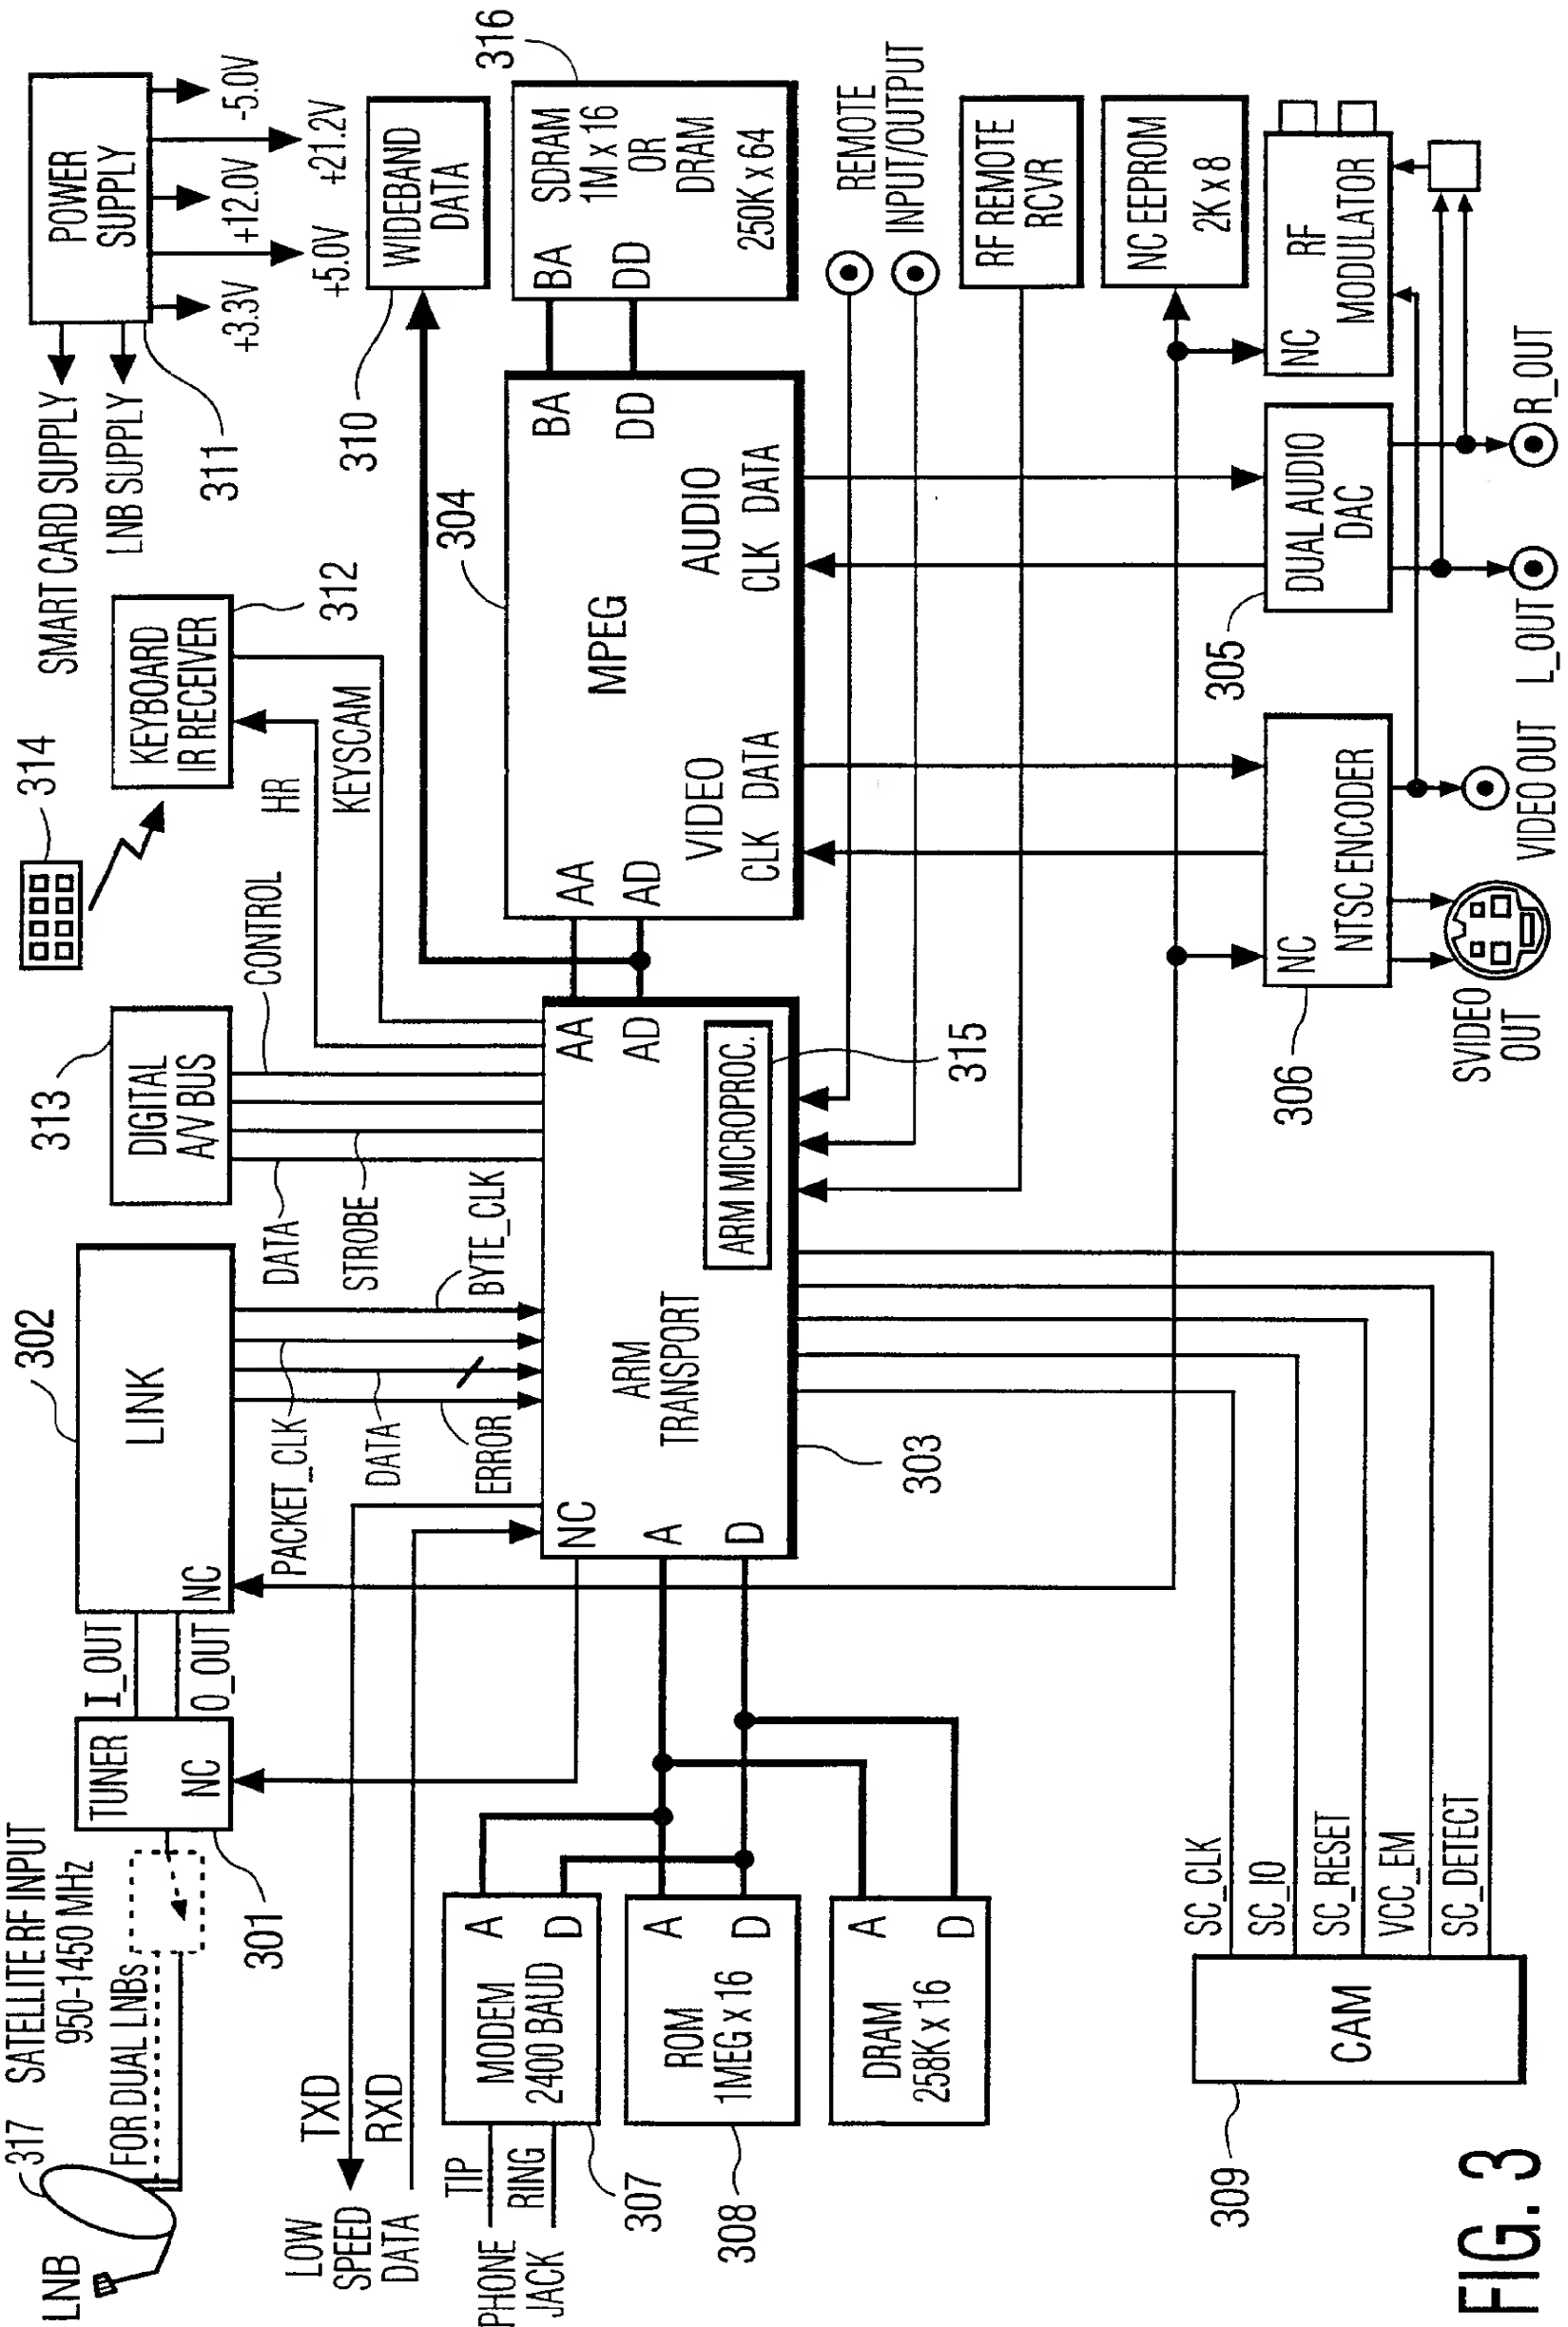 LNB
317
SATELLITE RF INPUT
950-1450 MHz
FOR DUAL LNBs
301
TUNER
NC
I_OUT
O_OUT
302
LINK
NC
PACKET_CLK
DATA
ERROR
BYTE_CLK
313
DIGITAL
A/V BUS
DATA
STROBE
CONTROL
314
KEYBOARD
IR RECEIVER
312
HR
KEYSCAM
SMART CARD SUPPLY
LNB SUPPLY
311
POWER
SUPPLY
+3.3V
+5.0V
+12.0V
+21.2V
-5.0V
LOW
SPEED
DATA
TXD
RXD
310
WIDEBAND
DATA
PHONE
JACK
TIP
RING
MODEM
2400 BAUD
A
D
307
ROM
1MEG x 16
A
D
308
DRAM
258K x 16
A
D
NC
A
D
ARM
TRANSPORT
303
AA
AD
ARM MICROPROC.
315
304
AA
AD
MPEG
VIDEO
CLK DATA
AUDIO
CLK DATA
BA
DD
BA
DD
SDRAM
1M x 16
OR
DRAM
250K x 64
316
REMOTE
INPUT/OUTPUT
RF REMOTE
RCVR
NC EEPROM
2K x 8
309
CAM
SC_CLK
SC_IO
SC_RESET
VCC_EM
SC_DETECT
306
NC
NTSC ENCODER
305
DUAL AUDIO
DAC
NC
RF
MODULATOR
SVIDEO
OUT
VIDEO OUT
L_OUT
R_OUT
FIG. 3